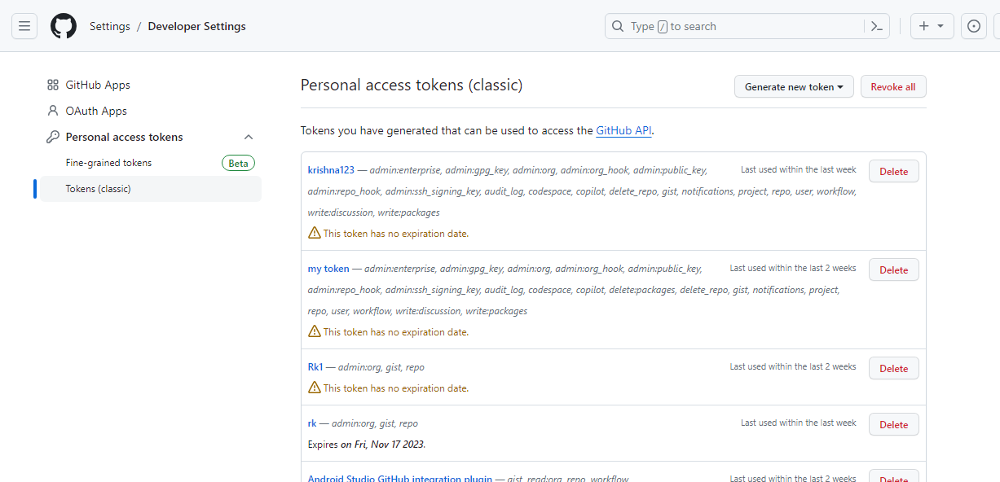 Settings / Developer Settings
Type / to search
GitHub Apps
OAuth Apps
Personal access tokens
Fine-grained tokens Beta
Tokens (classic)
Personal access tokens (classic)
Generate new token
Revoke all
Tokens you have generated that can be used to access the GitHub API.
krishna123 — admin:enterprise, admin:gpg_key, admin:org, admin:org_hook, admin:public_key,
Last used within the last week
Delete
admin:repo_hook, admin:ssh_signing_key, audit_log, codespace, copilot, delete_repo, gist, notifications, project, repo, user, workflow,
write:discussion, write:packages
This token has no expiration date.
my token — admin:enterprise, admin:gpg_key, admin:org, admin:org_hook, admin:public_key,
Last used within the last 2 weeks
Delete
admin:repo_hook, admin:ssh_signing_key, audit_log, codespace, copilot, delete:packages, delete_repo, gist, notifications, project,
repo, user, workflow, write:discussion, write:packages
This token has no expiration date.
Rk1 — admin:org, gist, repo
Last used within the last 2 weeks
Delete
This token has no expiration date.
rk — admin:org, gist, repo
Last used within the last week
Delete
Expires on Fri, Nov 17 2023.
Android Studio GitHub integration plugin — gist, read:org, repo, workflow
Last used within the last 2 weeks
Delete